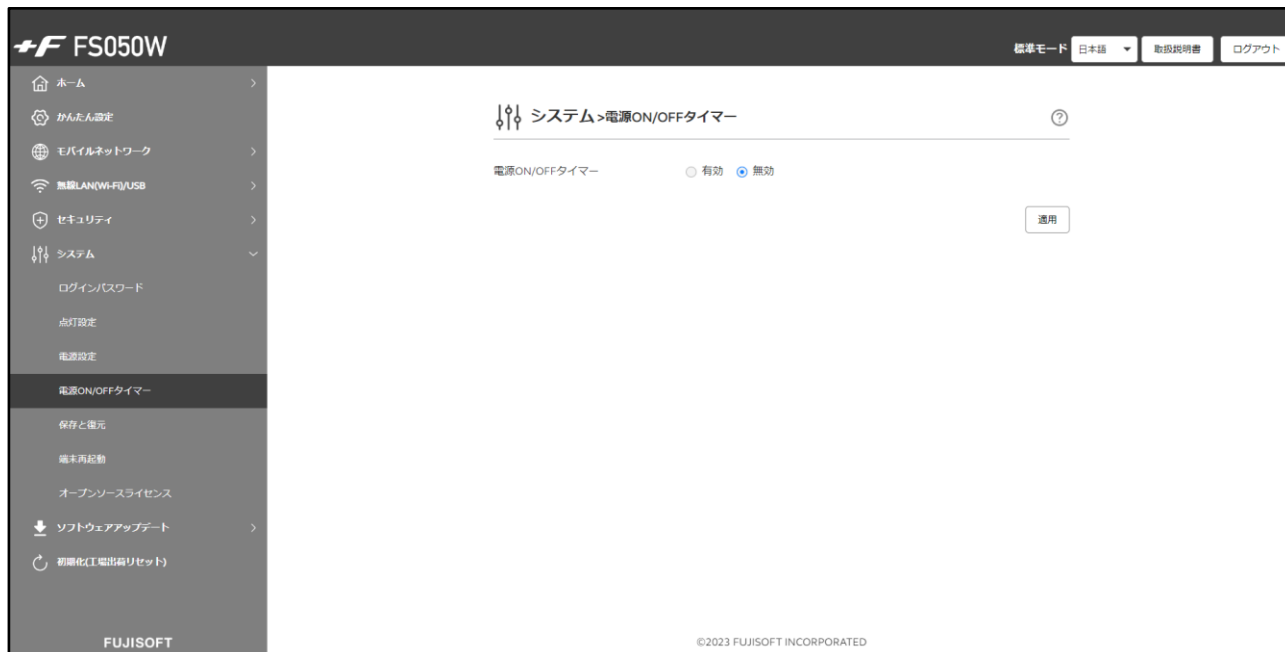 +F FS050W
標準モード 日本語 取扱説明書 ログアウト
ホーム
かんたん設定
モバイルネットワーク
無線LAN(Wi-Fi)/USB
セキュリティ
システム
ログインパスワード
点灯設定
電源設定
電源ON/OFFタイマー
保存と復元
端末再起動
オープンソースライセンス
ソフトウェアアップデート
初期化(工場出荷リセット)
FUJISOFT
システム>電源ON/OFFタイマー ?
電源ON/OFFタイマー 有効 無効
適用
©2023 FUJISOFT INCORPORATED